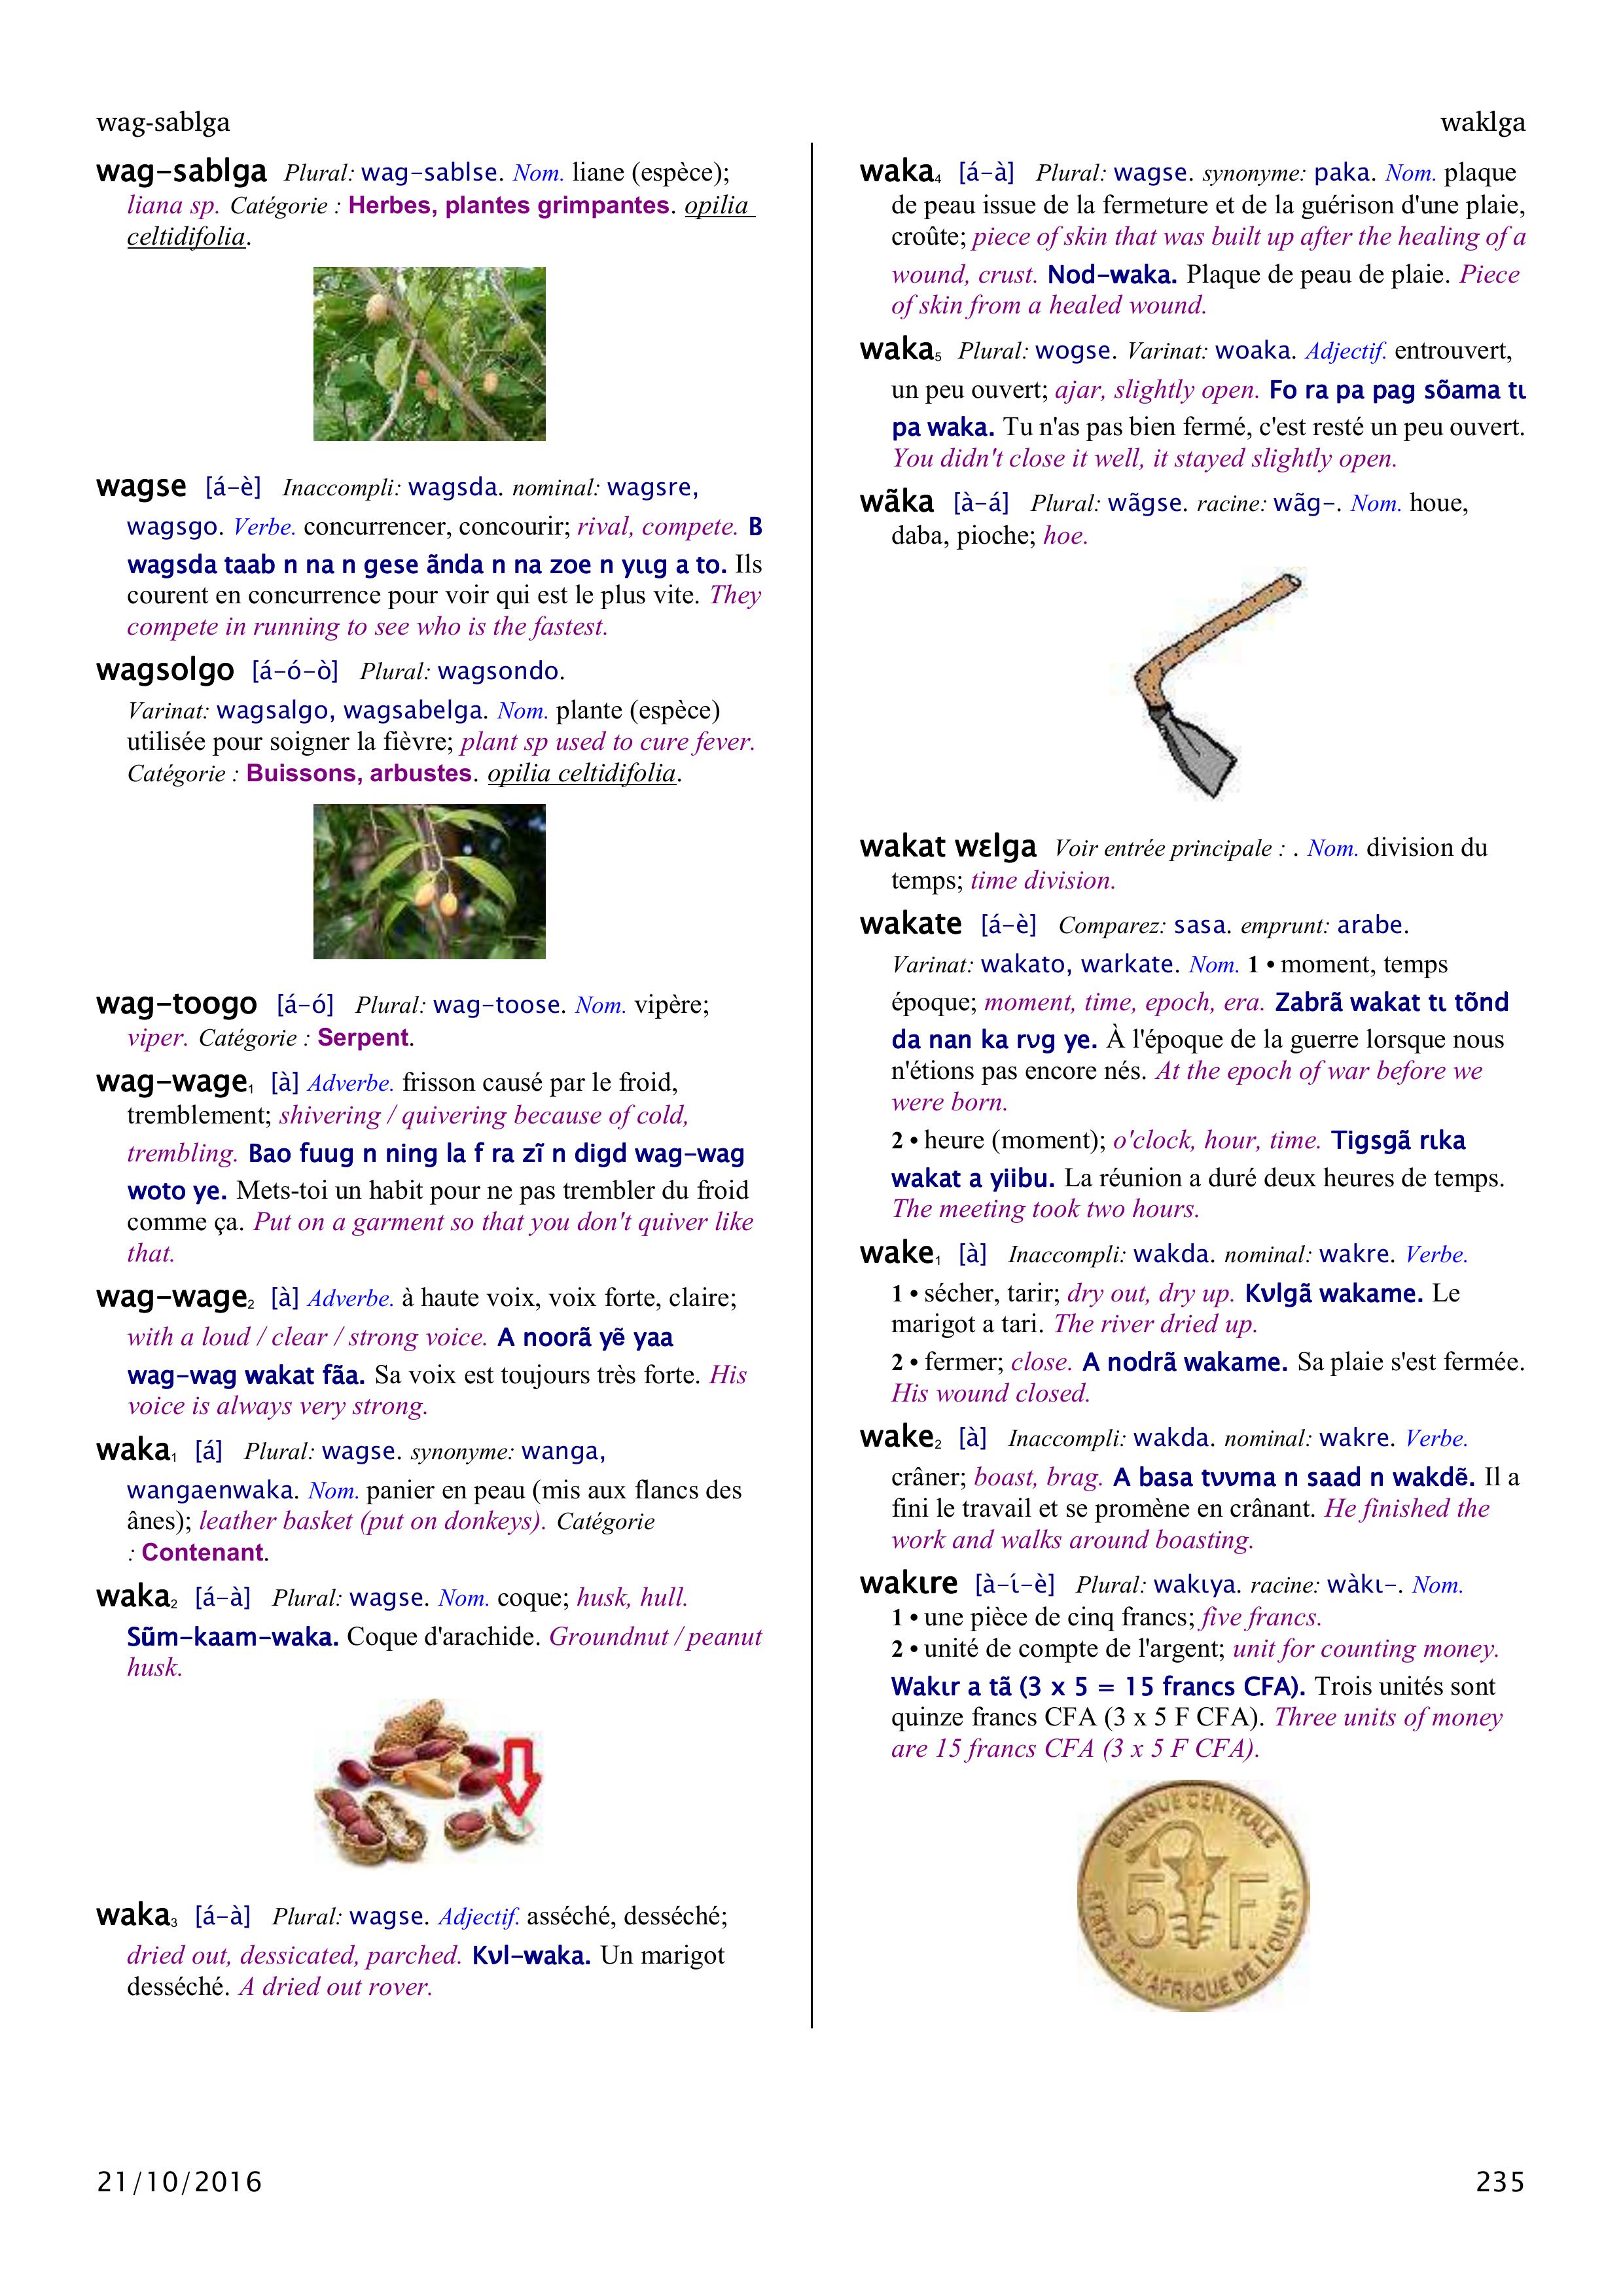 wag-sablga
waklga
wag–sablga Plural: wag–sablse. Nom. liane (espèce);
liana sp. Catégorie : Herbes, plantes grimpantes. opilia
celtidifolia.
wagse [á–è] Inaccompli: wagsda. nominal: wagsre,
wagsgo. Verbe. concurrencer, concourir; rival, compete. B
wagsda taab n na n gese ãnda n na zoe n yɩɩg a to. Ils
courent en concurrence pour voir qui est le plus vite. They
compete in running to see who is the fastest.
wagsolgo [á–ó–ò] Plural: wagsondo.
Varinat: wagsalgo, wagsabelga. Nom. plante (espèce)
utilisée pour soigner la fièvre; plant sp used to cure fever.
Catégorie : Buissons, arbustes. opilia celtidifolia.
wag–toogo [á–ó] Plural: wag–toose. Nom. vipère;
viper. Catégorie : Serpent.
wag–wage₁ [à] Adverbe. frisson causé par le froid,
tremblement; shivering / quivering because of cold,
trembling. Bao fuug n ning la f ra zĩ n digd wag–wag
woto ye. Mets-toi un habit pour ne pas trembler du froid
comme ça. Put on a garment so that you don't quiver like
that.
wag–wage₂ [à] Adverbe. à haute voix, voix forte, claire;
with a loud / clear / strong voice. A noorã yẽ yaa
wag–wag wakat fãa. Sa voix est toujours très forte. His
voice is always very strong.
waka₁ [á] Plural: wagse. synonyme: wanga,
wangaenwaka. Nom. panier en peau (mis aux flancs des
ânes); leather basket (put on donkeys). Catégorie
: Contenant.
waka₂ [á–à] Plural: wagse. Nom. coque; husk, hull.
Sũm–kaam–waka. Coque d'arachide. Groundnut / peanut
husk.
waka₃ [á–à] Plural: wagse. Adjectif. asséché, desséché;
dried out, dessicated, parched. Kʋl–waka. Un marigot
desséché. A dried out rover.
waka₄ [á–à] Plural: wagse. synonyme: paka. Nom. plaque
de peau issue de la fermeture et de la guérison d'une plaie,
croûte; piece of skin that was built up after the healing of a
wound, crust. Nod–waka. Plaque de peau de plaie. Piece
of skin from a healed wound.
waka₅ Plural: wogse. Varinat: woaka. Adjectif. entrouvert,
un peu ouvert; ajar, slightly open. Fo ra pa pag sõama tɩ
pa waka. Tu n'as pas bien fermé, c'est resté un peu ouvert.
You didn't close it well, it stayed slightly open.
wãka [à–á] Plural: wãgse. racine: wãg–. Nom. houe,
daba, pioche; hoe.
wakat wɛlga Voir entrée principale : . Nom. division du
temps; time division.
wakate [á–è] Comparez: sasa. emprunt: arabe.
Varinat: wakato, warkate. Nom. 1 • moment, temps
époque; moment, time, epoch, era. Zabrã wakat tɩ tõnd
da nan ka rʋg ye. À l'époque de la guerre lorsque nous
n'étions pas encore nés. At the epoch of war before we
were born.
2 • heure (moment); o'clock, hour, time. Tigsgã rɩka
wakat a yiibu. La réunion a duré deux heures de temps.
The meeting took two hours.
wake₁ [à] Inaccompli: wakda. nominal: wakre. Verbe.
1 • sécher, tarir; dry out, dry up. Kʋlgã wakame. Le
marigot a tari. The river dried up.
2 • fermer; close. A nodrã wakame. Sa plaie s'est fermée.
His wound closed.
wake₂ [à] Inaccompli: wakda. nominal: wakre. Verbe.
crâner; boast, brag. A basa tʋʋma n saad n wakdẽ. Il a
fini le travail et se promène en crânant. He finished the
work and walks around boasting.
wakɩre [à–ɩ́–è] Plural: wakɩya. racine: wàkɩ–. Nom.
1 • une pièce de cinq francs; five francs.
2 • unité de compte de l'argent; unit for counting money.
Wakɩr a tã (3 x 5 = 15 francs CFA). Trois unités sont
quinze francs CFA (3 x 5 F CFA). Three units of money
are 15 francs CFA (3 x 5 F CFA).
BANQUE CENTRALE
5 F.
ETATS DE L'AFRIQUE DE L'OUEST
21/10/2016
235